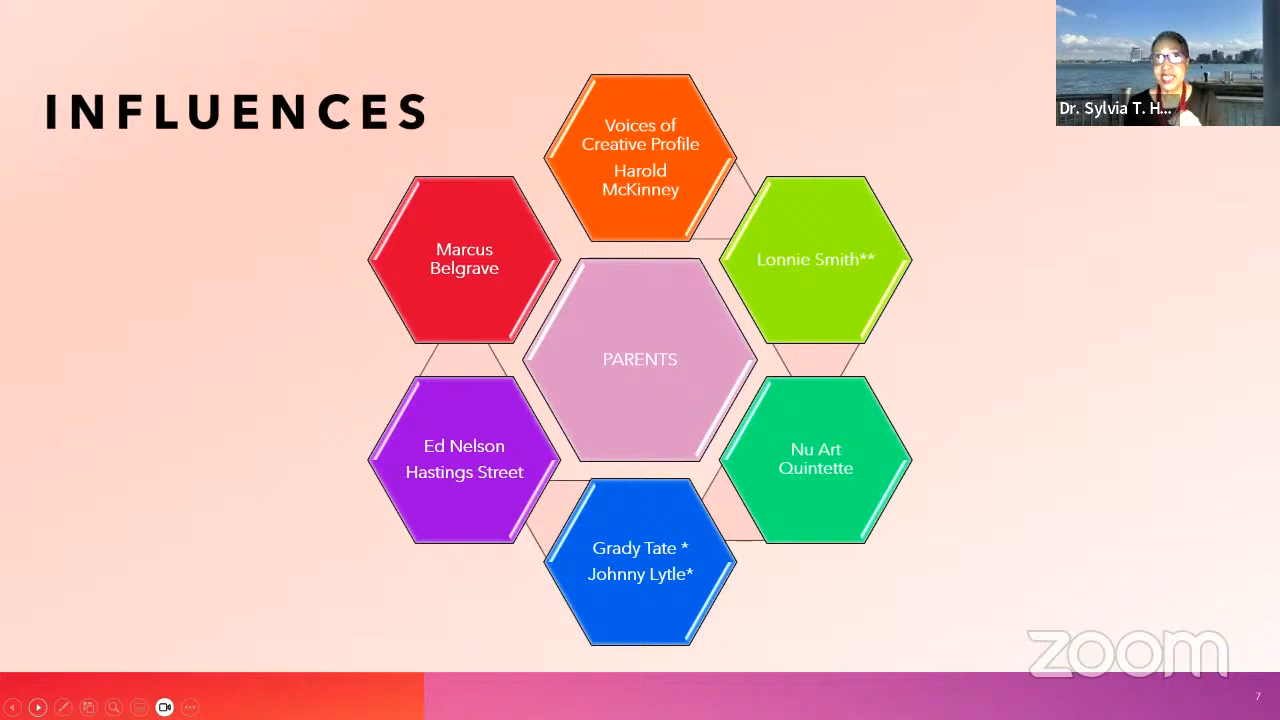 INFLUENCES
Dr. Sylvia T. H...
Voices of
Creative Profile
Harold
McKinney
Marcus
Belgrave
Lonnie Smith**
PARENTS
Ed Nelson
Hastings Street
Nu Art
Quintette
Grady Tate *
Johnny Lytle*
zoom
7